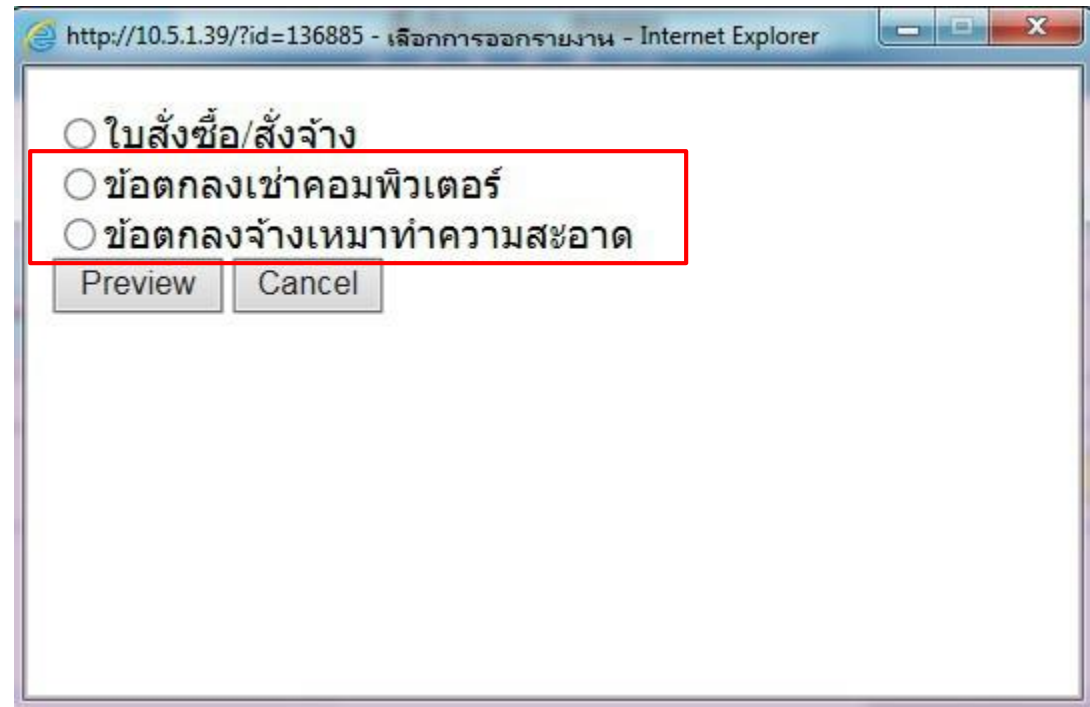 http://10.5.1.39/?id=136885 - เลือกการออกรายงาน - Internet Explorer
ใบสั่งซื้อ/สั่งจ้าง
ข้อตกลงเช่าคอมพิวเตอร์
ข้อตกลงจ้างเหมาทำความสะอาด
Preview Cancel